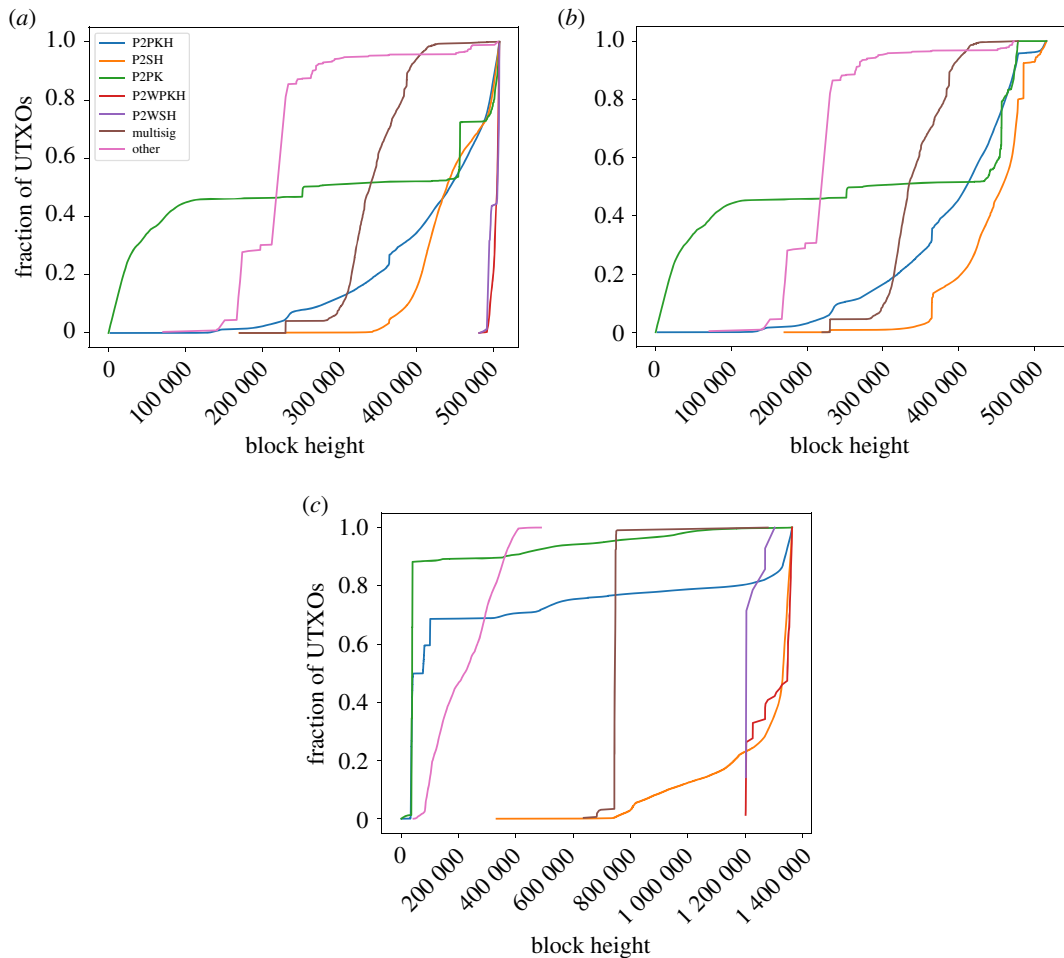 (a)
1.0
0.8
0.6
0.4
0.2
0
fraction of UTXOs
P2PKH
P2SH
P2PK
P2WPKH
P2WSH
multisig
other
0
100 000
200 000
300 000
400 000
500 000
block height
(b)
1.0
0.8
0.6
0.4
0.2
0
0
100 000
200 000
300 000
400 000
500 000
block height
(c)
1.0
0.8
0.6
0.4
0.2
0
fraction of UTXOs
0
200 000
400 000
600 000
800 000
1 000 000
1 200 000
1 400 000
block height